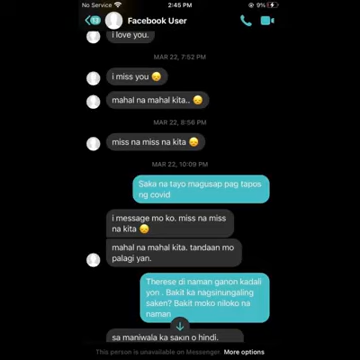 No Service
2:45 PM
9%
13
Facebook User
i love you.
MAR 22, 7:52 PM
i miss you
mahal na mahal kita..
MAR 22, 8:56 PM
miss na miss na kita
MAR 22, 10:09 PM
Saka na tayo magusap pag tapos
ng covid
i message mo ko. miss na miss
na kita
mahal na mahal kita. tandaan mo
palagi yan.
Therese di naman ganon kadali
yon . Bakit ka nagsinungaling
saken? Bakit moko niloko na
naman
sa maniwala ka sakin o hindi.
This person is unavailable on Messenger. More options